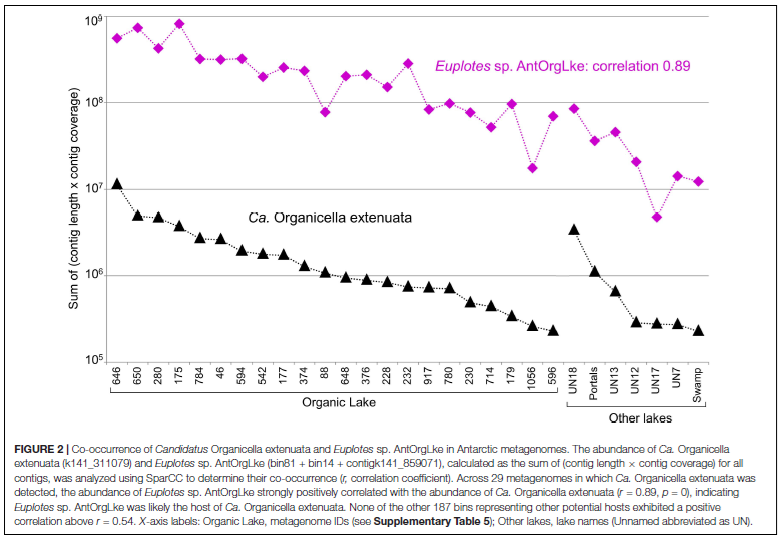 10⁹
Euplotes sp. AntOrgLke: correlation 0.89
10⁸
10⁷
Ca. Organicella extenuata
10⁶
10⁵
Sum of (contig length x contig coverage)
646 650 280 175 784 46 594 542 177 374 88 648 376 228 232 917 780 230 714 179 1056 596 UN18 Portals UN13 UN12 UN17 UN7 Swamp
Organic Lake
Other lakes
FIGURE 2 | Co-occurrence of Candidatus Organicella extenuata and Euplotes sp. AntOrgLke in Antarctic metagenomes. The abundance of Ca. Organicella
extenuata (k141_311079) and Euplotes sp. AntOrgLke (bin81 + bin14 + contigk141_859071), calculated as the sum of (contig length × contig coverage) for all
contigs, was analyzed using SparCC to determine their co-occurrence (r, correlation coefficient). Across 29 metagenomes in which Ca. Organicella extenuata was
detected, the abundance of Euplotes sp. AntOrgLke strongly positively correlated with the abundance of Ca. Organicella extenuata (r = 0.89, p = 0), indicating
Euplotes sp. AntOrgLke was likely the host of Ca. Organicella extenuata. None of the other 187 bins representing other potential hosts exhibited a positive
correlation above r = 0.54. X-axis labels: Organic Lake, metagenome IDs (see Supplementary Table 5); Other lakes, lake names (Unnamed abbreviated as UN).